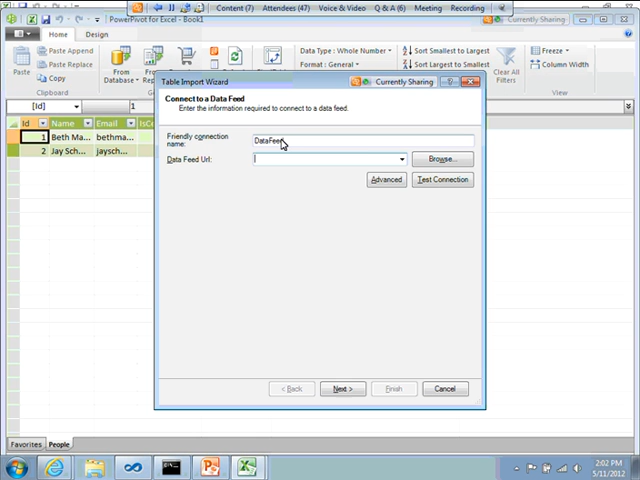 Content (7) Attendees (47) Voice & Video Q & A (6) Meeting Recording
PowerPivot for Excel - Book1
Currently Sharing
Home Design
Paste
Paste Append
Paste Replace
Copy
From Database
From
Data Type : Whole Number
Format : General
Sort Smallest to Largest
Sort Largest to Smallest
Clear All Filters
Freeze
Column Width
View
[Id] 1
Id Name Email IsC
1 Beth Ma... bethma...
2 Jay Sch... jaysch...
Table Import Wizard
Currently Sharing
Connect to a Data Feed
Enter the information required to connect to a data feed.
Friendly connection name:
DataFeed
Data Feed Url:
Browse...
Advanced
Test Connection
< Back
Next >
Finish
Cancel
Favorites People
2:02 PM
5/11/2012